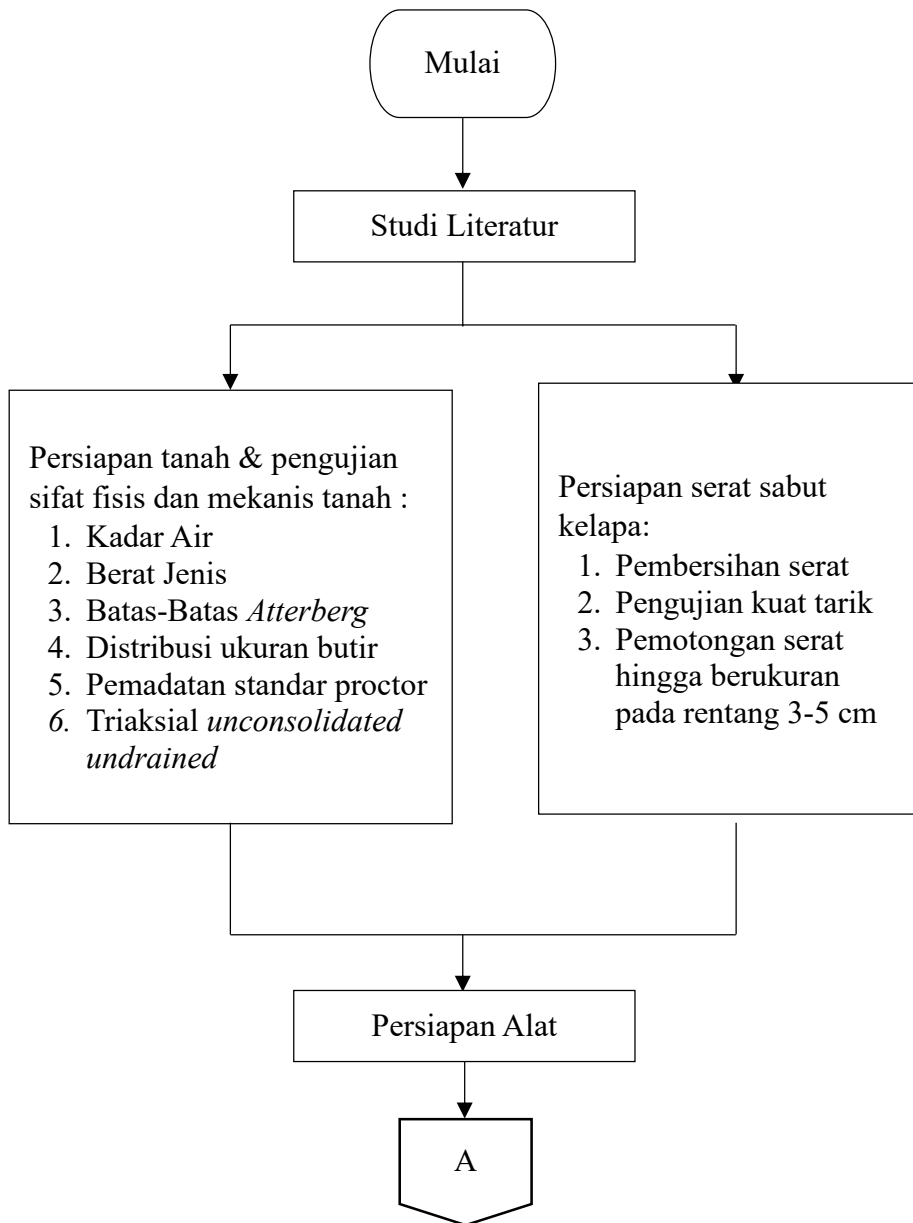 Mulai
Studi Literatur
Persiapan tanah & pengujian
sifat fisis dan mekanis tanah :
1. Kadar Air
2. Berat Jenis
3. Batas-Batas Atterberg
4. Distribusi ukuran butir
5. Pemadatan standar proctor
6. Triaksial unconsolidated
undrained
Persiapan serat sabut
kelapa:
1. Pembersihan serat
2. Pengujian kuat tarik
3. Pemotongan serat
hingga berukuran
pada rentang 3-5 cm
Persiapan Alat
A